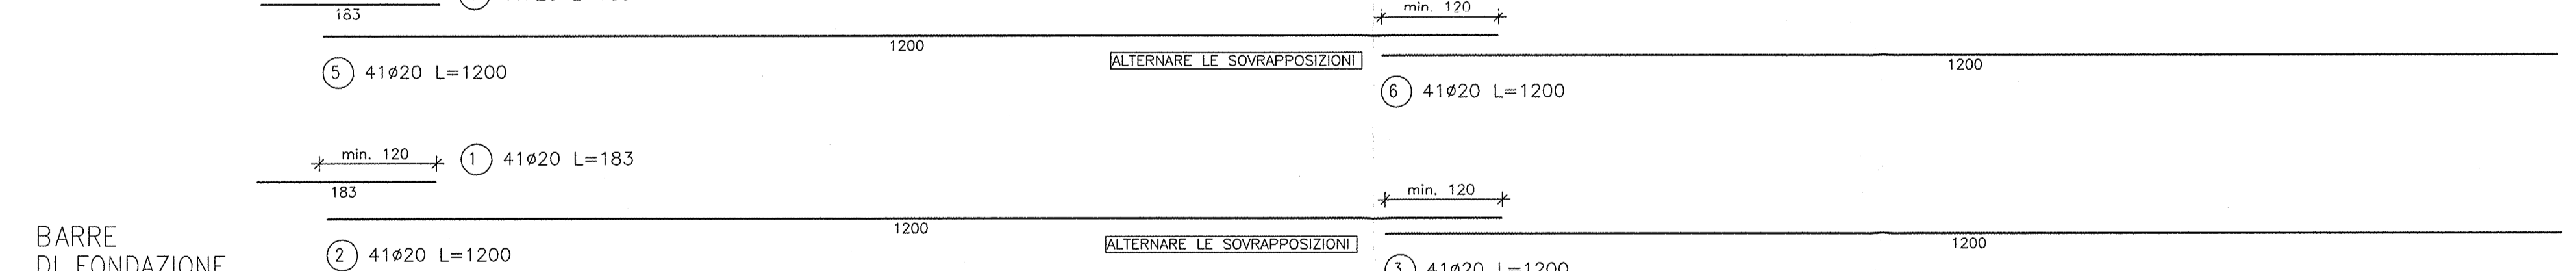 183
min. 120
1200
ALTERNARE LE SOVRAPPOSIZIONI
1200
5 41ø20 L=1200
6 41ø20 L=1200
min. 120
1 41ø20 L=183
183
min. 120
1200
ALTERNARE LE SOVRAPPOSIZIONI
1200
BARRE
DI FONDAZIONE
2 41ø20 L=1200
3 41ø20 L=1200